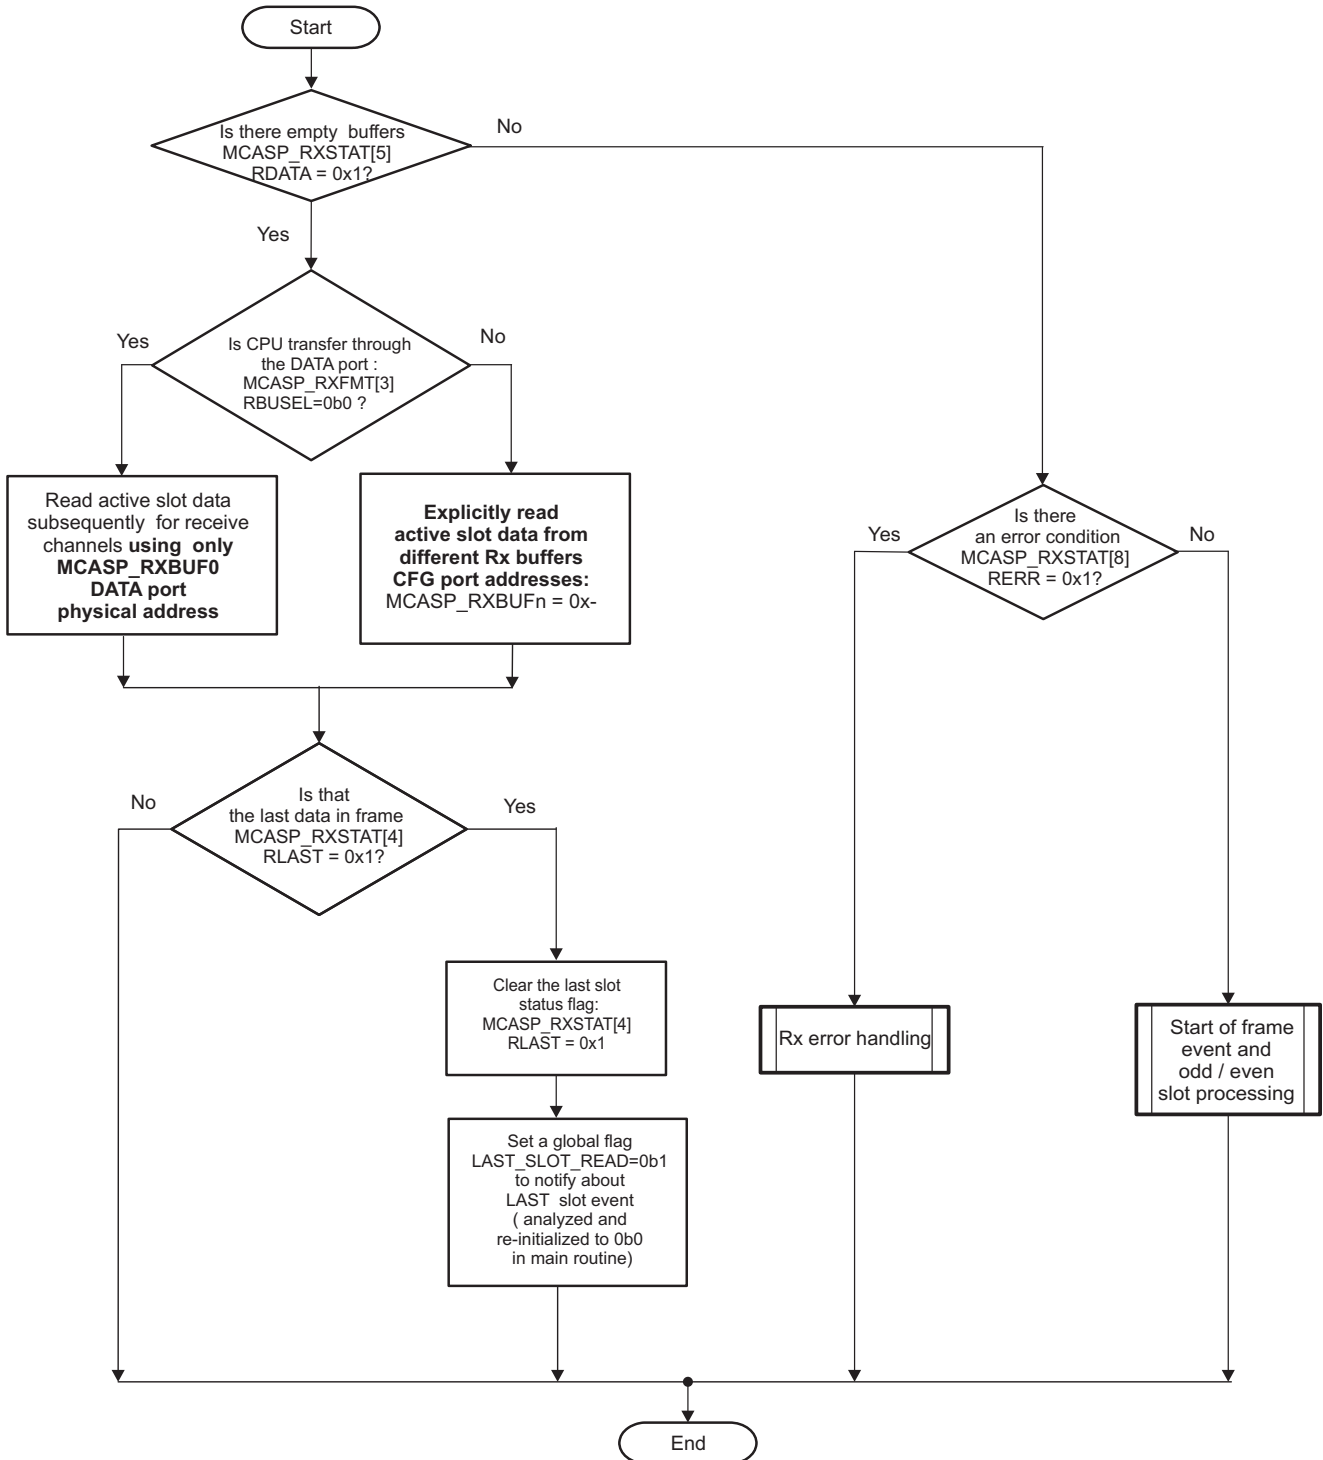 Start
Is there empty buffers
MCASP_RXSTAT[5]
RDATA = 0x1?
No
Yes
Is CPU transfer through
the DATA port :
MCASP_RXFMT[3]
RBUSEL=0b0 ?
Yes
No
Read active slot data
subsequently for receive
channels using only
MCASP_RXBUF0
DATA port
physical address
Explicitly read
active slot data from
different Rx buffers
CFG port addresses:
MCASP_RXBUFn = 0x-
Is there
an error condition
MCASP_RXSTAT[8]
RERR = 0x1?
Yes
No
Is that
the last data in frame
MCASP_RXSTAT[4]
RLAST = 0x1?
No
Yes
Clear the last slot
status flag:
MCASP_RXSTAT[4]
RLAST = 0x1
Rx error handling
Start of frame
event and
odd / even
slot processing
Set a global flag
LAST_SLOT_READ=0b1
to notify about
LAST slot event
( analyzed and
re-initialized to 0b0
in main routine)
End